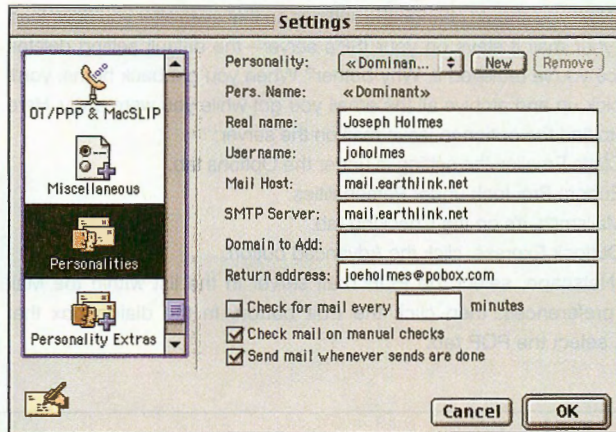 Settings
OT/PPP & MacSLIP
Miscellaneous
Personalities
Personality Extras
Personality: «Dominan... New Remove
Pers. Name: «Dominant»
Real name: Joseph Holmes
Username: joholmes
Mail Host: mail.earthlink.net
SMTP Server: mail.earthlink.net
Domain to Add:
Return address: joeholmes@pobox.com
Check for mail every minutes
Check mail on manual checks
Send mail whenever sends are done
Cancel OK